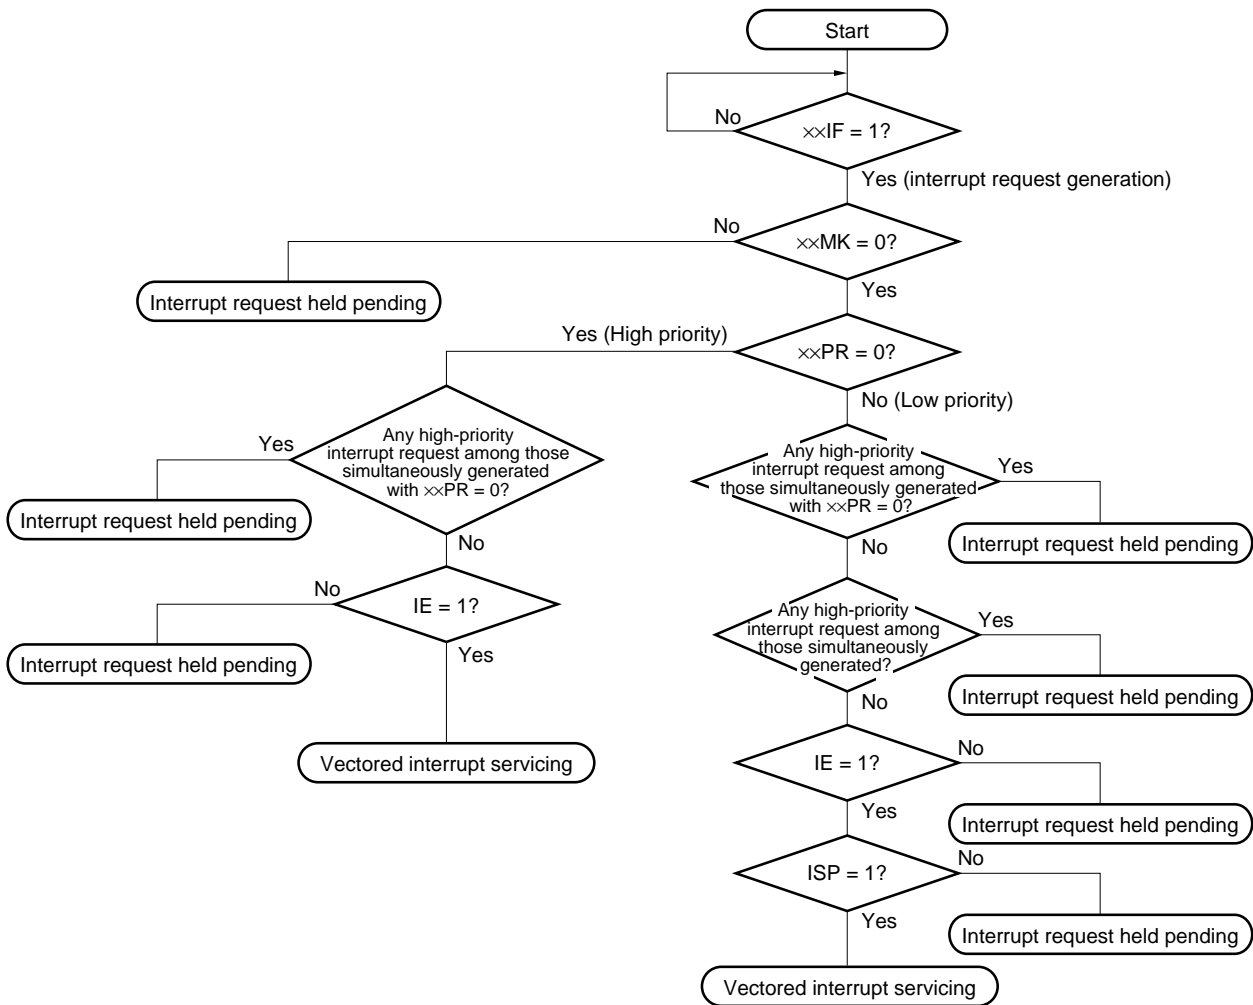 Start
No
××IF = 1?
Yes (interrupt request generation)
No
××MK = 0?
Interrupt request held pending
Yes
Yes (High priority)
××PR = 0?
No (Low priority)
Yes
Any high-priority
interrupt request among those
simultaneously generated
with ××PR = 0?
Any high-priority
interrupt request among
those simultaneously generated
with ××PR = 0?
Yes
Interrupt request held pending
No
Interrupt request held pending
No
No
IE = 1?
Any high-priority
interrupt request among
those simultaneously
generated?
Yes
Interrupt request held pending
Yes
Interrupt request held pending
No
Vectored interrupt servicing
IE = 1?
No
Yes
Interrupt request held pending
ISP = 1?
No
Yes
Interrupt request held pending
Vectored interrupt servicing